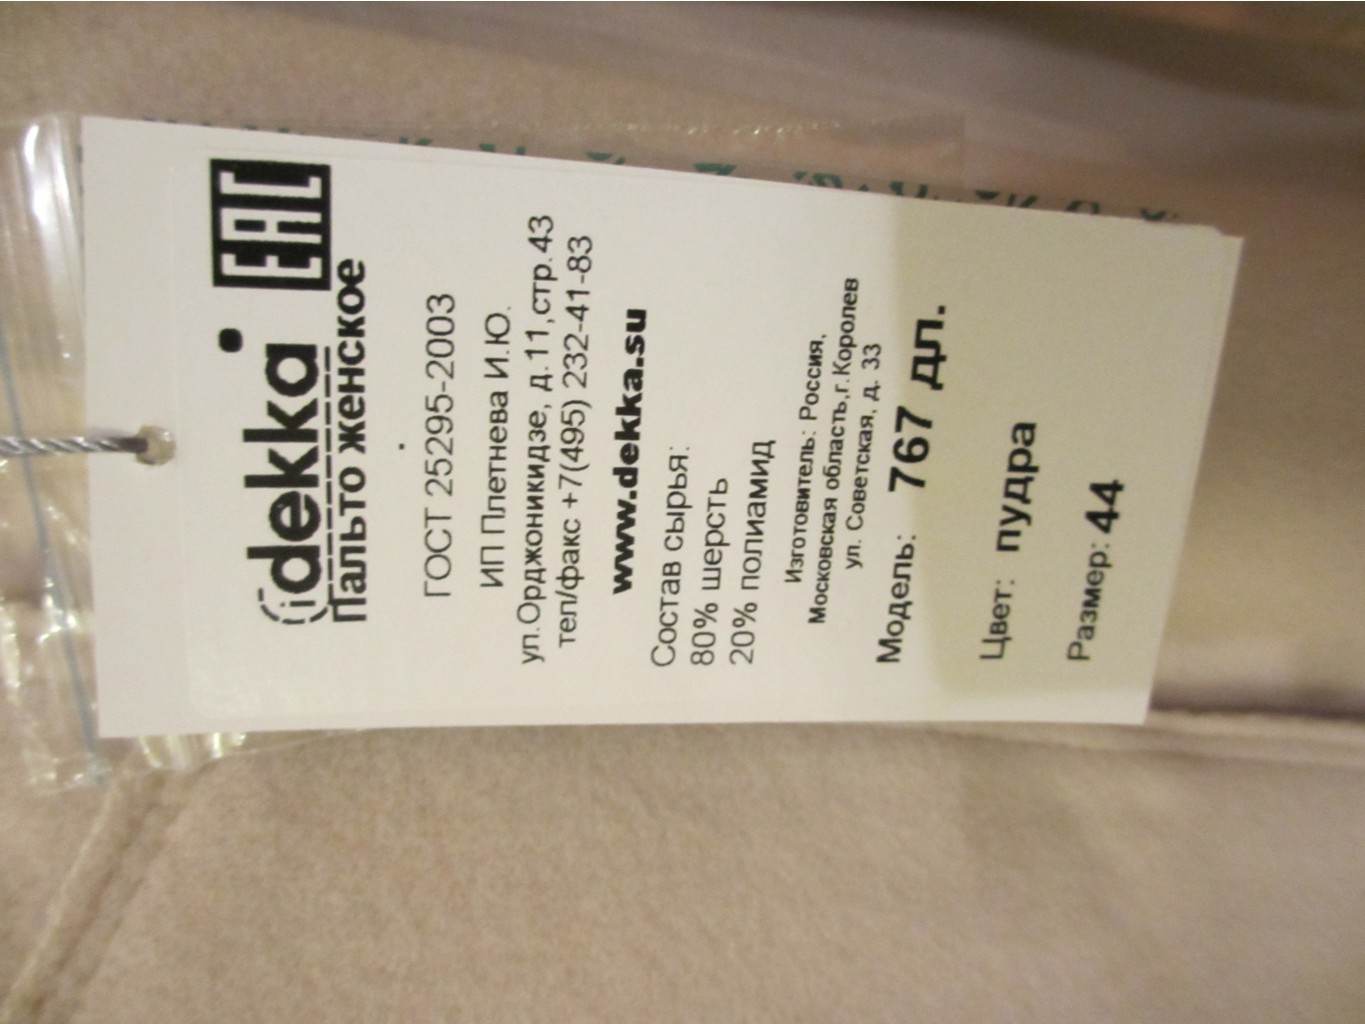 dekka
EAC
Пальто женское
ГОСТ 25295-2003
ИП Плетнева И.Ю.
ул.Орджоникидзе, д.11,стр.43
тел/факс +7(495) 232-41-83
www.dekka.su
Состав сырья:
80% шерсть
20% полиамид
Изготовитель: Россия,
Московская область,г.Королев
ул. Советская, д. 33
Модель: 767 дл.
Цвет: пудра
Размер: 44